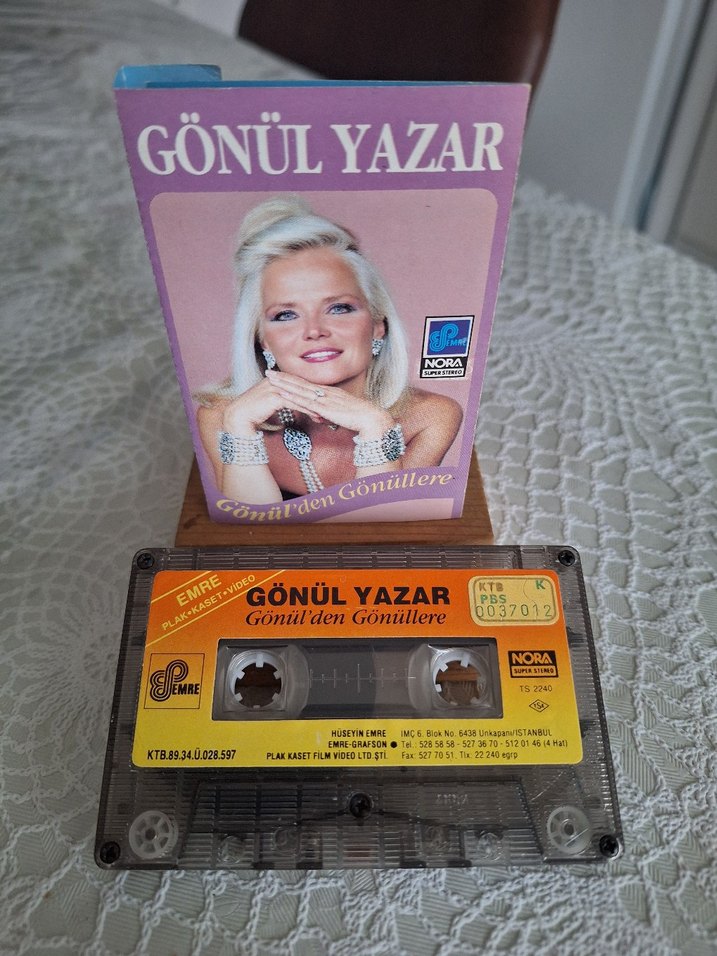 GÖNÜL YAZAR
EMRE
NORA
SUPER STEREO
Gönül'den Gönüllere
EMRE
PLAK•KASET•VİDEO
GÖNÜL YAZAR
Gönül'den Gönüllere
KTB K
PBS
0037012
EMRE
NORA
SUPER STEREO
TS 2240
KTB.89.34.Ü.028.597
HÜSEYİN EMRE
EMRE-GRAFSON ●
PLAK KASET FİLM VİDEO LTD.ŞTİ.
İMÇ 6. Blok No. 6438 Unkapanı/İSTANBUL
Tel.: 528 58 58 - 527 36 70 - 512 01 46 (4 Hat)
Fax: 527 70 51. Tlx: 22 240 egrp